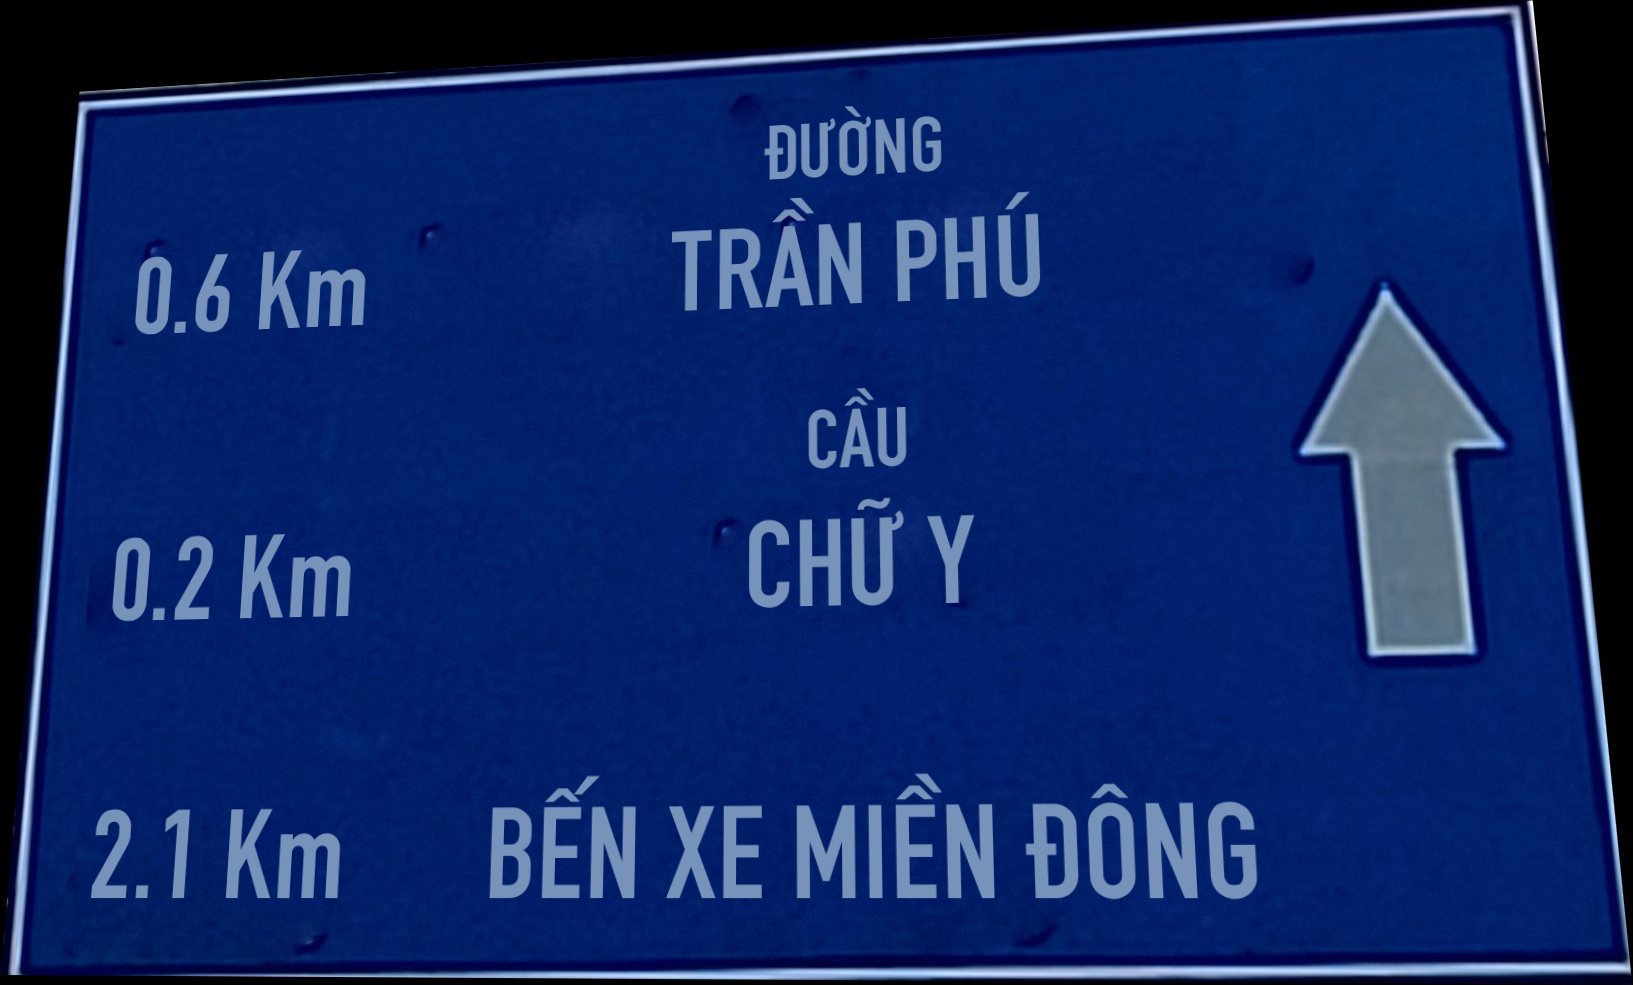 ĐƯỜNG
0.6 Km TRẦN PHÚ
CẦU
0.2 Km CHỮ Y
2.1 Km BẾN XE MIỀN ĐÔNG